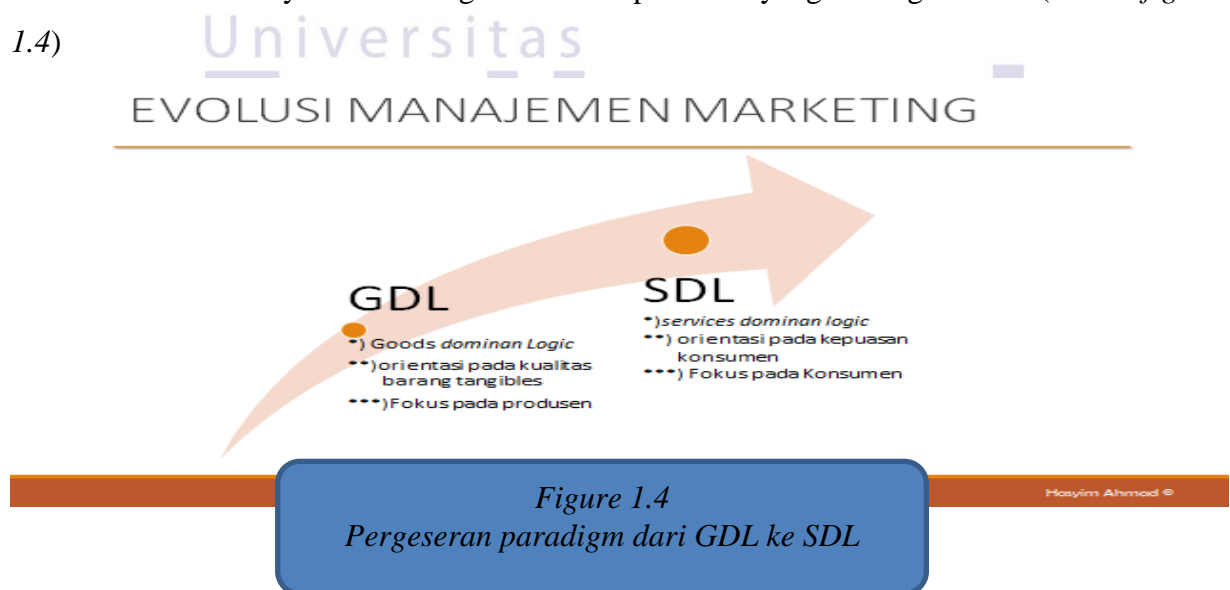 1.4)
Universitas
EVOLUSI MANAJEMEN MARKETING
GDL
*) Goods dominan Logic
**)orientasi pada kualitas
barang tangibles
***)Fokus pada produsen
SDL
*)services dominan logic
**) orientasi pada kepuasan
konsumen
***) Fokus pada Konsumen
Hasyim Ahmad ©
Figure 1.4
Pergeseran paradigm dari GDL ke SDL